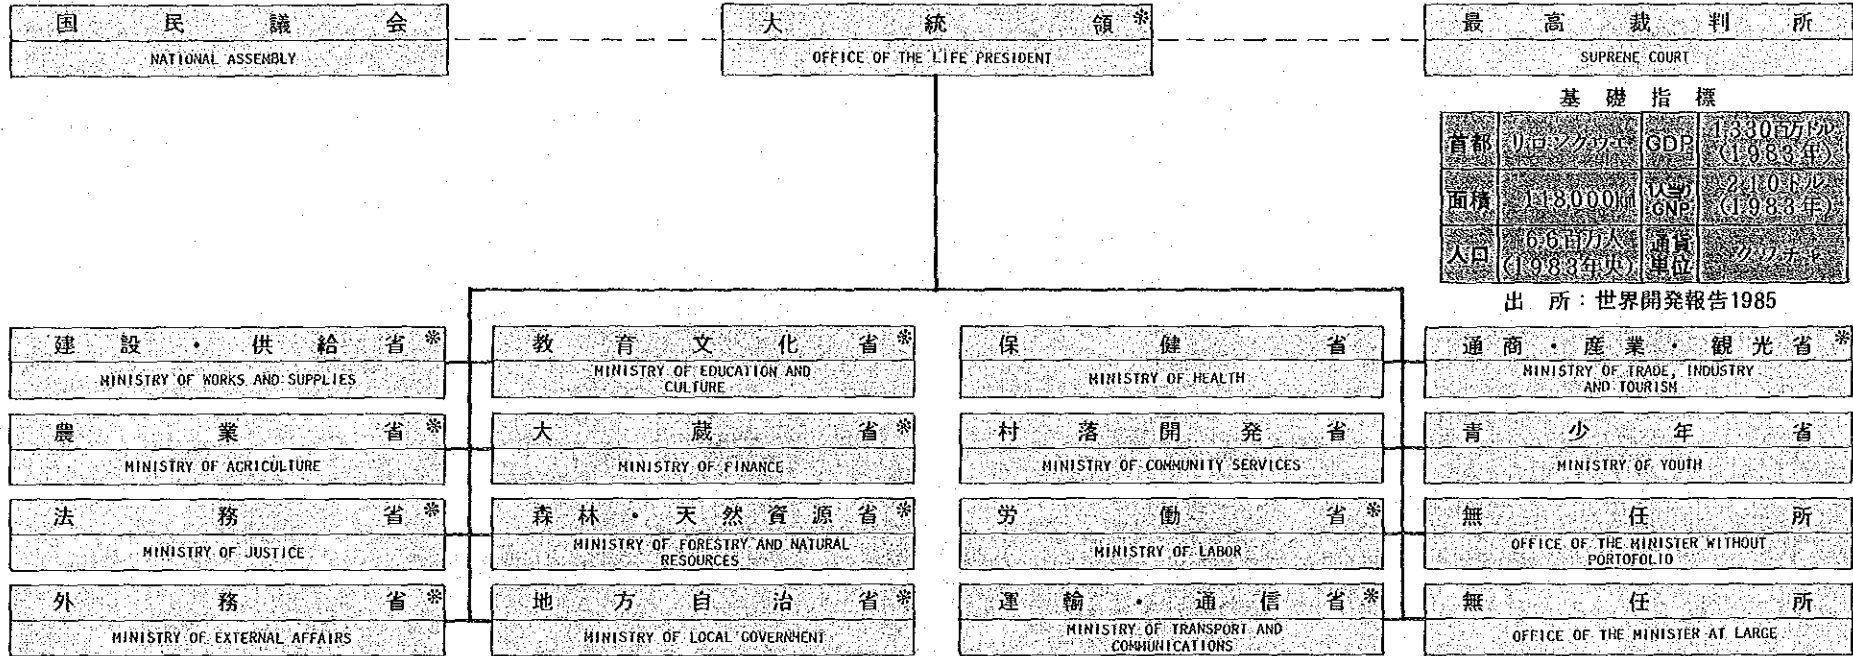 国民議会
NATIONAL ASSEMBLY
大統領※
OFFICE OF THE LIFE PRESIDENT
最高裁判所
SUPRENE COURT
基礎指標
首都 リロングウエ GDP 1,330百万ドル (1983年)
面積 118000km 1人当り GNP 210ドル (1983年)
人口 6.6百万人 (1983年央) 通貨単位 クワチャ
出所：世界開発報告1985
建設・供給省※
MINISTRY OF WORKS AND SUPPLIES
教育文化省※
MINISTRY OF EDUCATION AND
CULTURE
保健省
MINISTRY OF HEALTH
通商・産業・観光省※
MINISTRY OF TRADE, INDUSTRY
AND TOURISM
農業省※
MINISTRY OF AGRICULTURE
大蔵省※
MINISTRY OF FINANCE
村落開発省
MINISTRY OF COMMUNITY SERVICES
青少年省
MINISTRY OF YOUTH
法務省※
MINISTRY OF JUSTICE
森林・天然資源省※
MINISTRY OF FORESTRY AND NATURAL
RESOURCES
労働省※
MINISTRY OF LABOR
無任所
OFFICE OF THE MINISTER WITHOUT
PORTOFOLIO
外務省※
MINISTRY OF EXTERNAL AFFAIRS
地方自治省※
MINISTRY OF LOCAL GOVERNMENT
運輸・通信省※
MINISTRY OF TRANSPORT AND
COMMUNICATIONS
無任所
OFFICE OF THE MINISTER AT LARGE